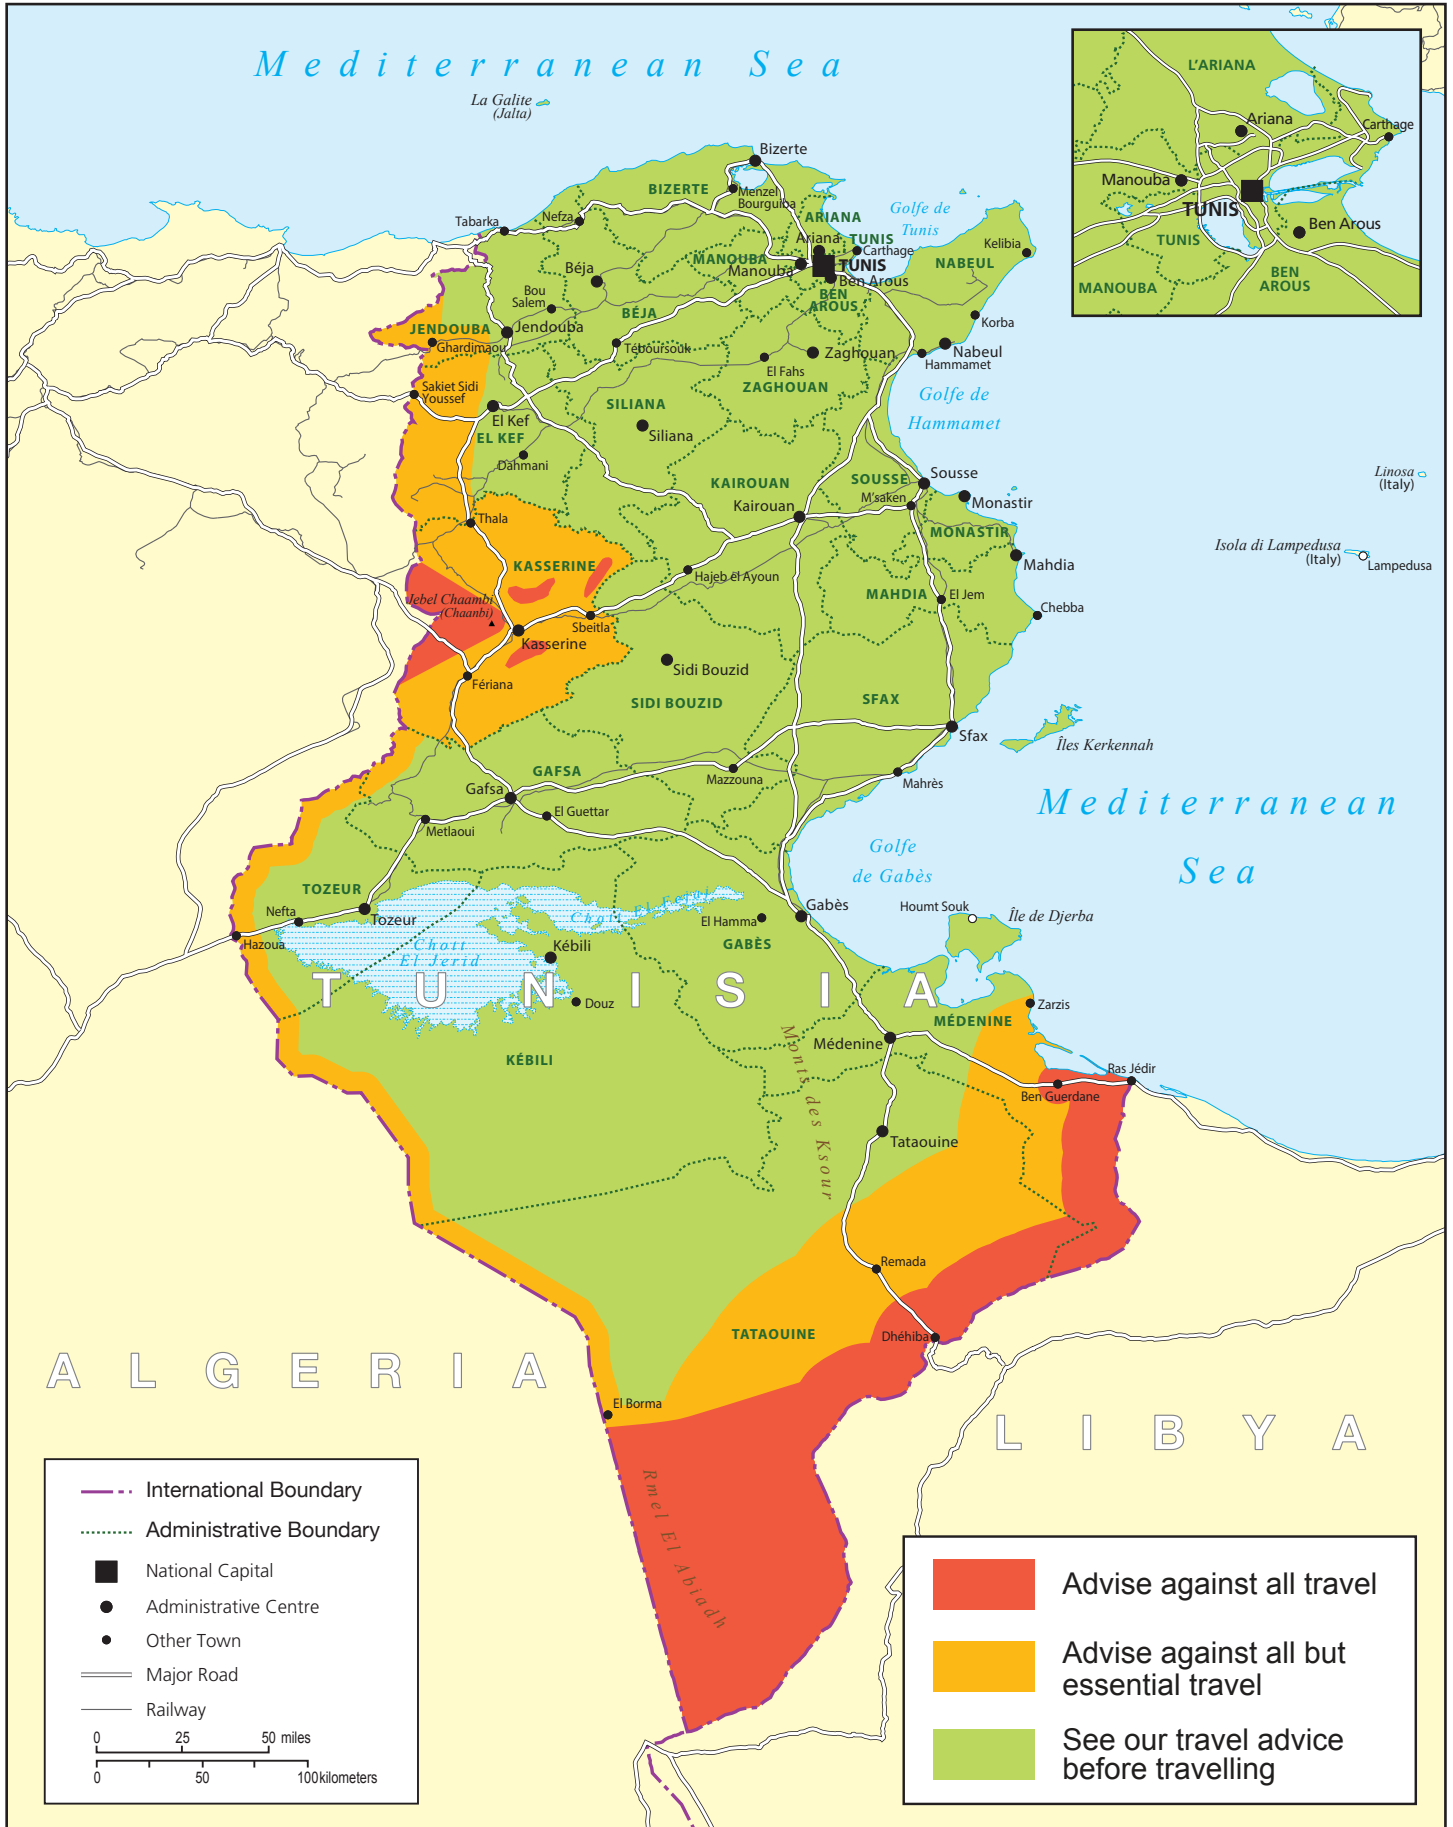 Mediterranean Sea
La Galite
(Jalta)
Bizerte
BIZERTE
Menzel
Bourguiba
Nefza
Tabarka
ARIANA
Ariana
TUNIS
Carthage
Golfe de
Tunis
Kelibia
MANOUBA
Manouba
TUNIS
Ben Arous
NABEUL
BEN
AROUS
Béja
Bou
Salem
BÉJA
JENDOUBA
Jendouba
Ghardimaou
Téboursouk
Zaghouan
El Fahs
ZAGHOUAN
Korba
Nabeul
Hammamet
Sakiet Sidi
Youssef
El Kef
EL KEF
SILIANA
Siliana
Golfe de
Hammamet
Dahmani
KAIROUAN
Kairouan
SOUSSE
Sousse
M'saken
Monastir
MONASTIR
Linosa
(Italy)
Thala
Isola di Lampedusa
(Italy)
Lampedusa
KASSERINE
Hajeb el Ayoun
Mahdia
MAHDIA
El Jem
Chebba
Jebel Chaambi
(Chaanbi)
Sbeitla
Kasserine
Sidi Bouzid
Fériana
SIDI BOUZID
SFAX
Sfax
Îles Kerkennah
GAFSA
Gafsa
Mazzouna
Mahrès
El Guettar
Metlaoui
Mediterranean
Sea
Golfe
de Gabès
TOZEUR
Tozeur
Nefta
Hazoua
Chott El Fejaj
Chott
El Jerid
El Hamma
Gabès
GABÈS
Houmt Souk
Île de Djerba
Kébili
TUNISIA
Douz
Zarzis
MÉDENINE
Médenine
KÉBILI
Monts des Ksour
Ras Jédir
Ben Guerdane
Tataouine
Remada
TATAOUINE
Dhéhiba
ALGERIA
El Borma
LIBYA
Rmel El Abiadh
L'ARIANA
Ariana
Carthage
Manouba
TUNIS
Ben Arous
TUNIS
MANOUBA
BEN
AROUS
International Boundary
Administrative Boundary
National Capital
Administrative Centre
Other Town
Major Road
Railway
0 25 50 miles
0 50 100 kilometers
Advise against all travel
Advise against all but
essential travel
See our travel advice
before travelling